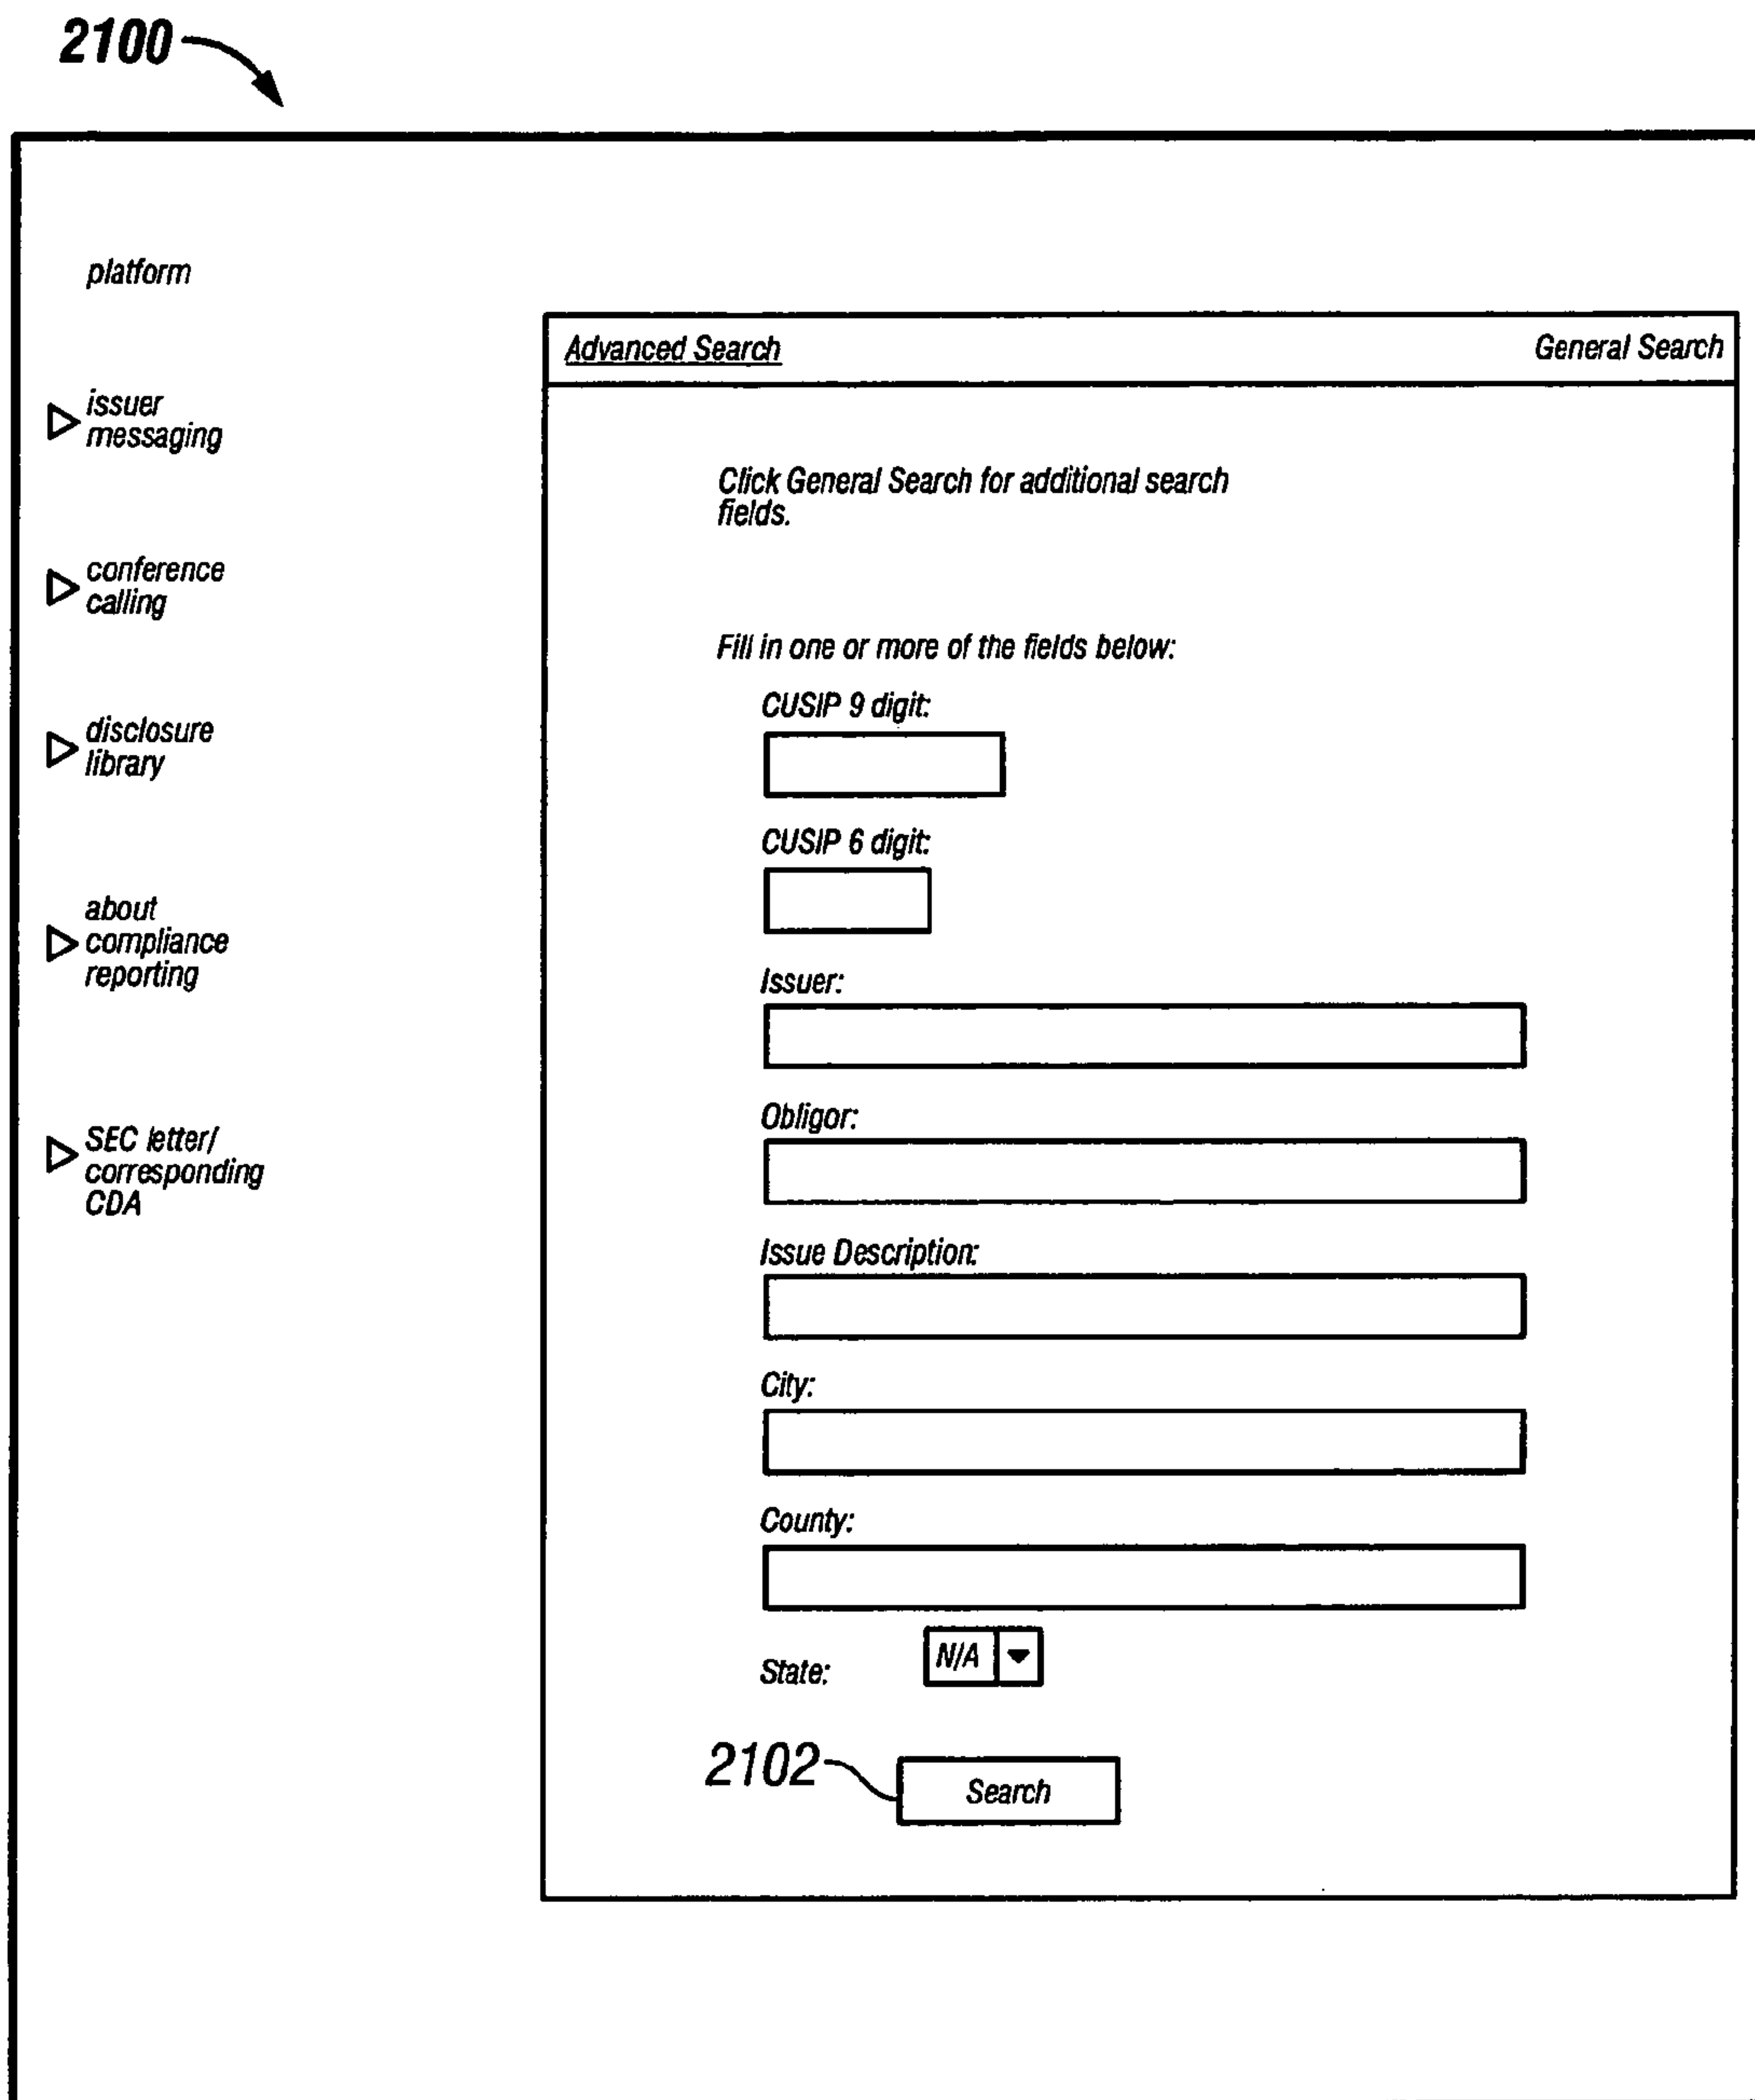 2100
platform
issuer
messaging
conference
calling
disclosure
library
about
compliance
reporting
SEC letter/
corresponding
CDA
Advanced Search
General Search
Click General Search for additional search
fields.
Fill in one or more of the fields below:
CUSIP 9 digit:
CUSIP 6 digit:
Issuer:
Obligor:
Issue Description:
City:
County:
State:
N/A
2102
Search